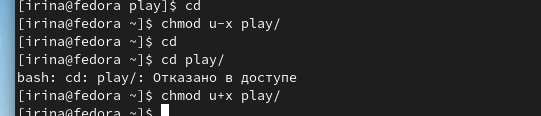 [irina@fedora play]$ cd
[irina@fedora ~]$ chmod u-x play/
[irina@fedora ~]$ cd
[irina@fedora ~]$ cd play/
bash: cd: play/: Отказано в доступе
[irina@fedora ~]$ chmod u+x play/
[irina@fedora ~]$